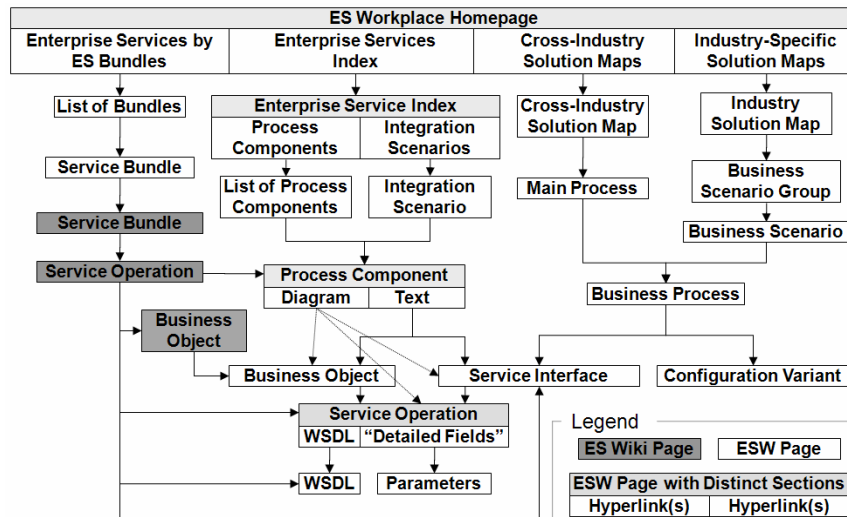 ES Workplace Homepage
Enterprise Services by
ES Bundles
Enterprise Services
Index
Cross-Industry
Solution Maps
Industry-Specific
Solution Maps
List of Bundles
Service Bundle
Service Bundle
Service Operation
Enterprise Service Index
Process
Components
Integration
Scenarios
List of Process
Components
Integration
Scenario
Cross-Industry
Solution Map
Main Process
Industry
Solution Map
Business
Scenario Group
Business Scenario
Process Component
Diagram
Text
Business Process
Business
Object
Business Object
Service Interface
Configuration Variant
Service Operation
WSDL
“Detailed Fields”
WSDL
Parameters
Legend
ES Wiki Page
ESW Page
ESW Page with Distinct Sections
Hyperlink(s)
Hyperlink(s)